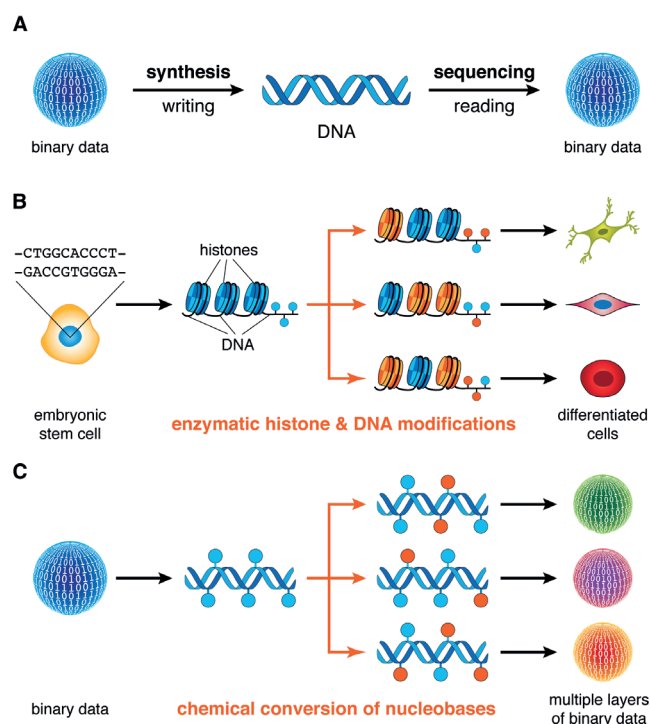 A
synthesis
writing
DNA
sequencing
reading
binary data
binary data
B
-CTGGCACCCT-
-GACCGTGGGA-
histones
DNA
embryonic
stem cell
enzymatic histone & DNA modifications
differentiated
cells
C
binary data
chemical conversion of nucleobases
multiple layers
of binary data